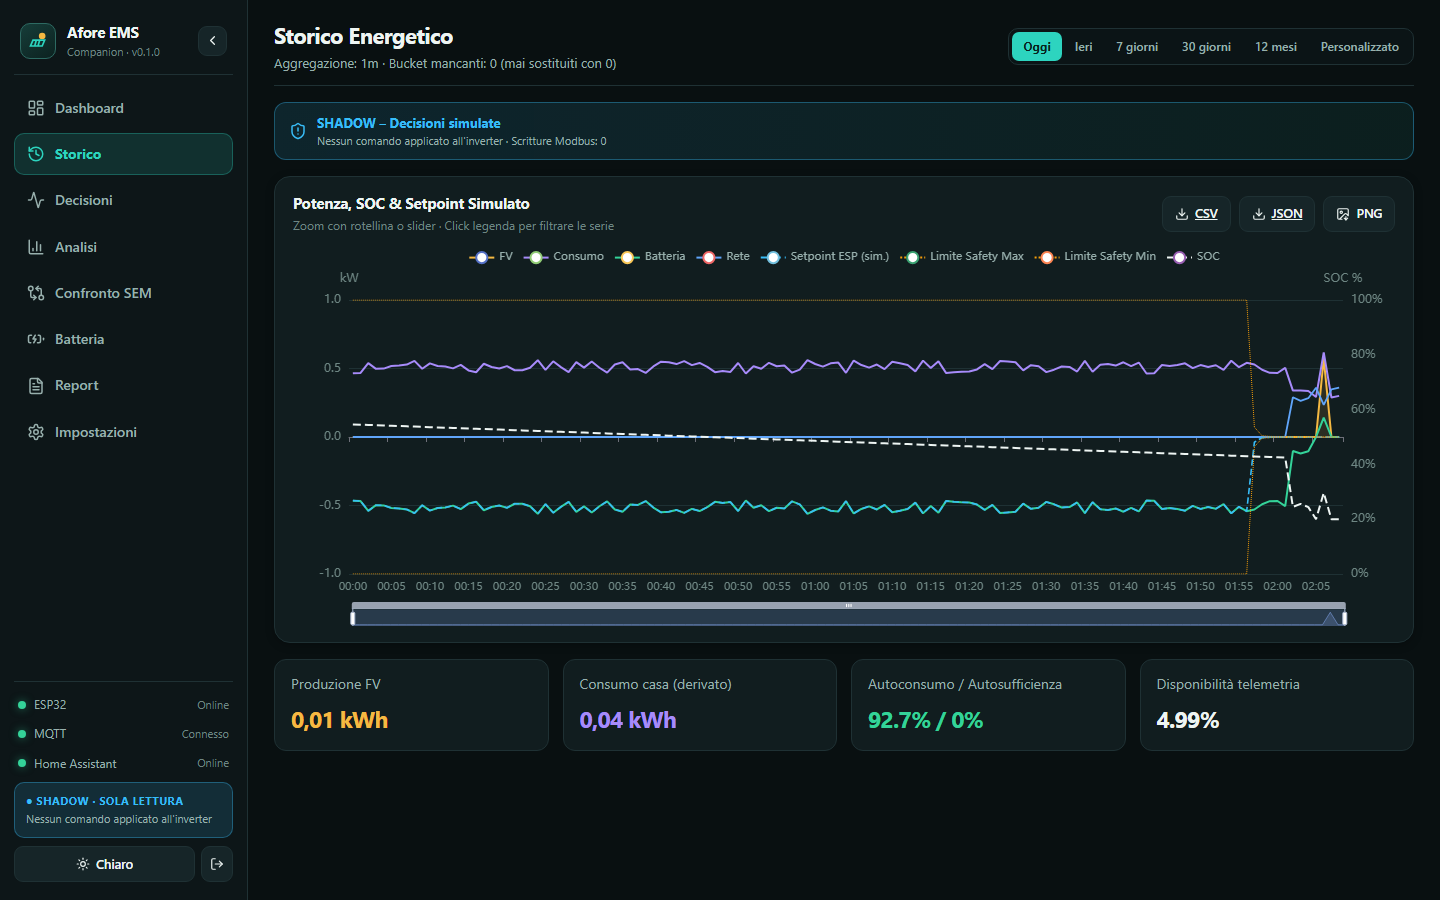 Afore EMS
Companion · v0.1.0
Dashboard
Storico
Decisioni
Analisi
Confronto SEM
Batteria
Report
Impostazioni
ESP32 Online
MQTT Connesso
Home Assistant Online
● SHADOW · SOLA LETTURA
Nessun comando applicato all'inverter
Chiaro
Storico Energetico
Aggregazione: 1m · Bucket mancanti: 0 (mai sostituiti con 0)
Oggi Ieri 7 giorni 30 giorni 12 mesi Personalizzato
SHADOW – Decisioni simulate
Nessun comando applicato all'inverter · Scritture Modbus: 0
Potenza, SOC & Setpoint Simulato
Zoom con rotellina o slider · Click legenda per filtrare le serie
CSV JSON PNG
FV Consumo Batteria Rete Setpoint ESP (sim.) Limite Safety Max Limite Safety Min SOC
kW SOC %
1.0 100%
0.5 80%
60%
0.0
40%
-0.5 20%
-1.0 0%
00:00 00:05 00:10 00:15 00:20 00:25 00:30 00:35 00:40 00:45 00:50 00:55 01:00 01:05 01:10 01:15 01:20 01:25 01:30 01:35 01:40 01:45 01:50 01:55 02:00 02:05
Produzione FV
0,01 kWh
Consumo casa (derivato)
0,04 kWh
Autoconsumo / Autosufficienza
92.7% / 0%
Disponibilità telemetria
4.99%